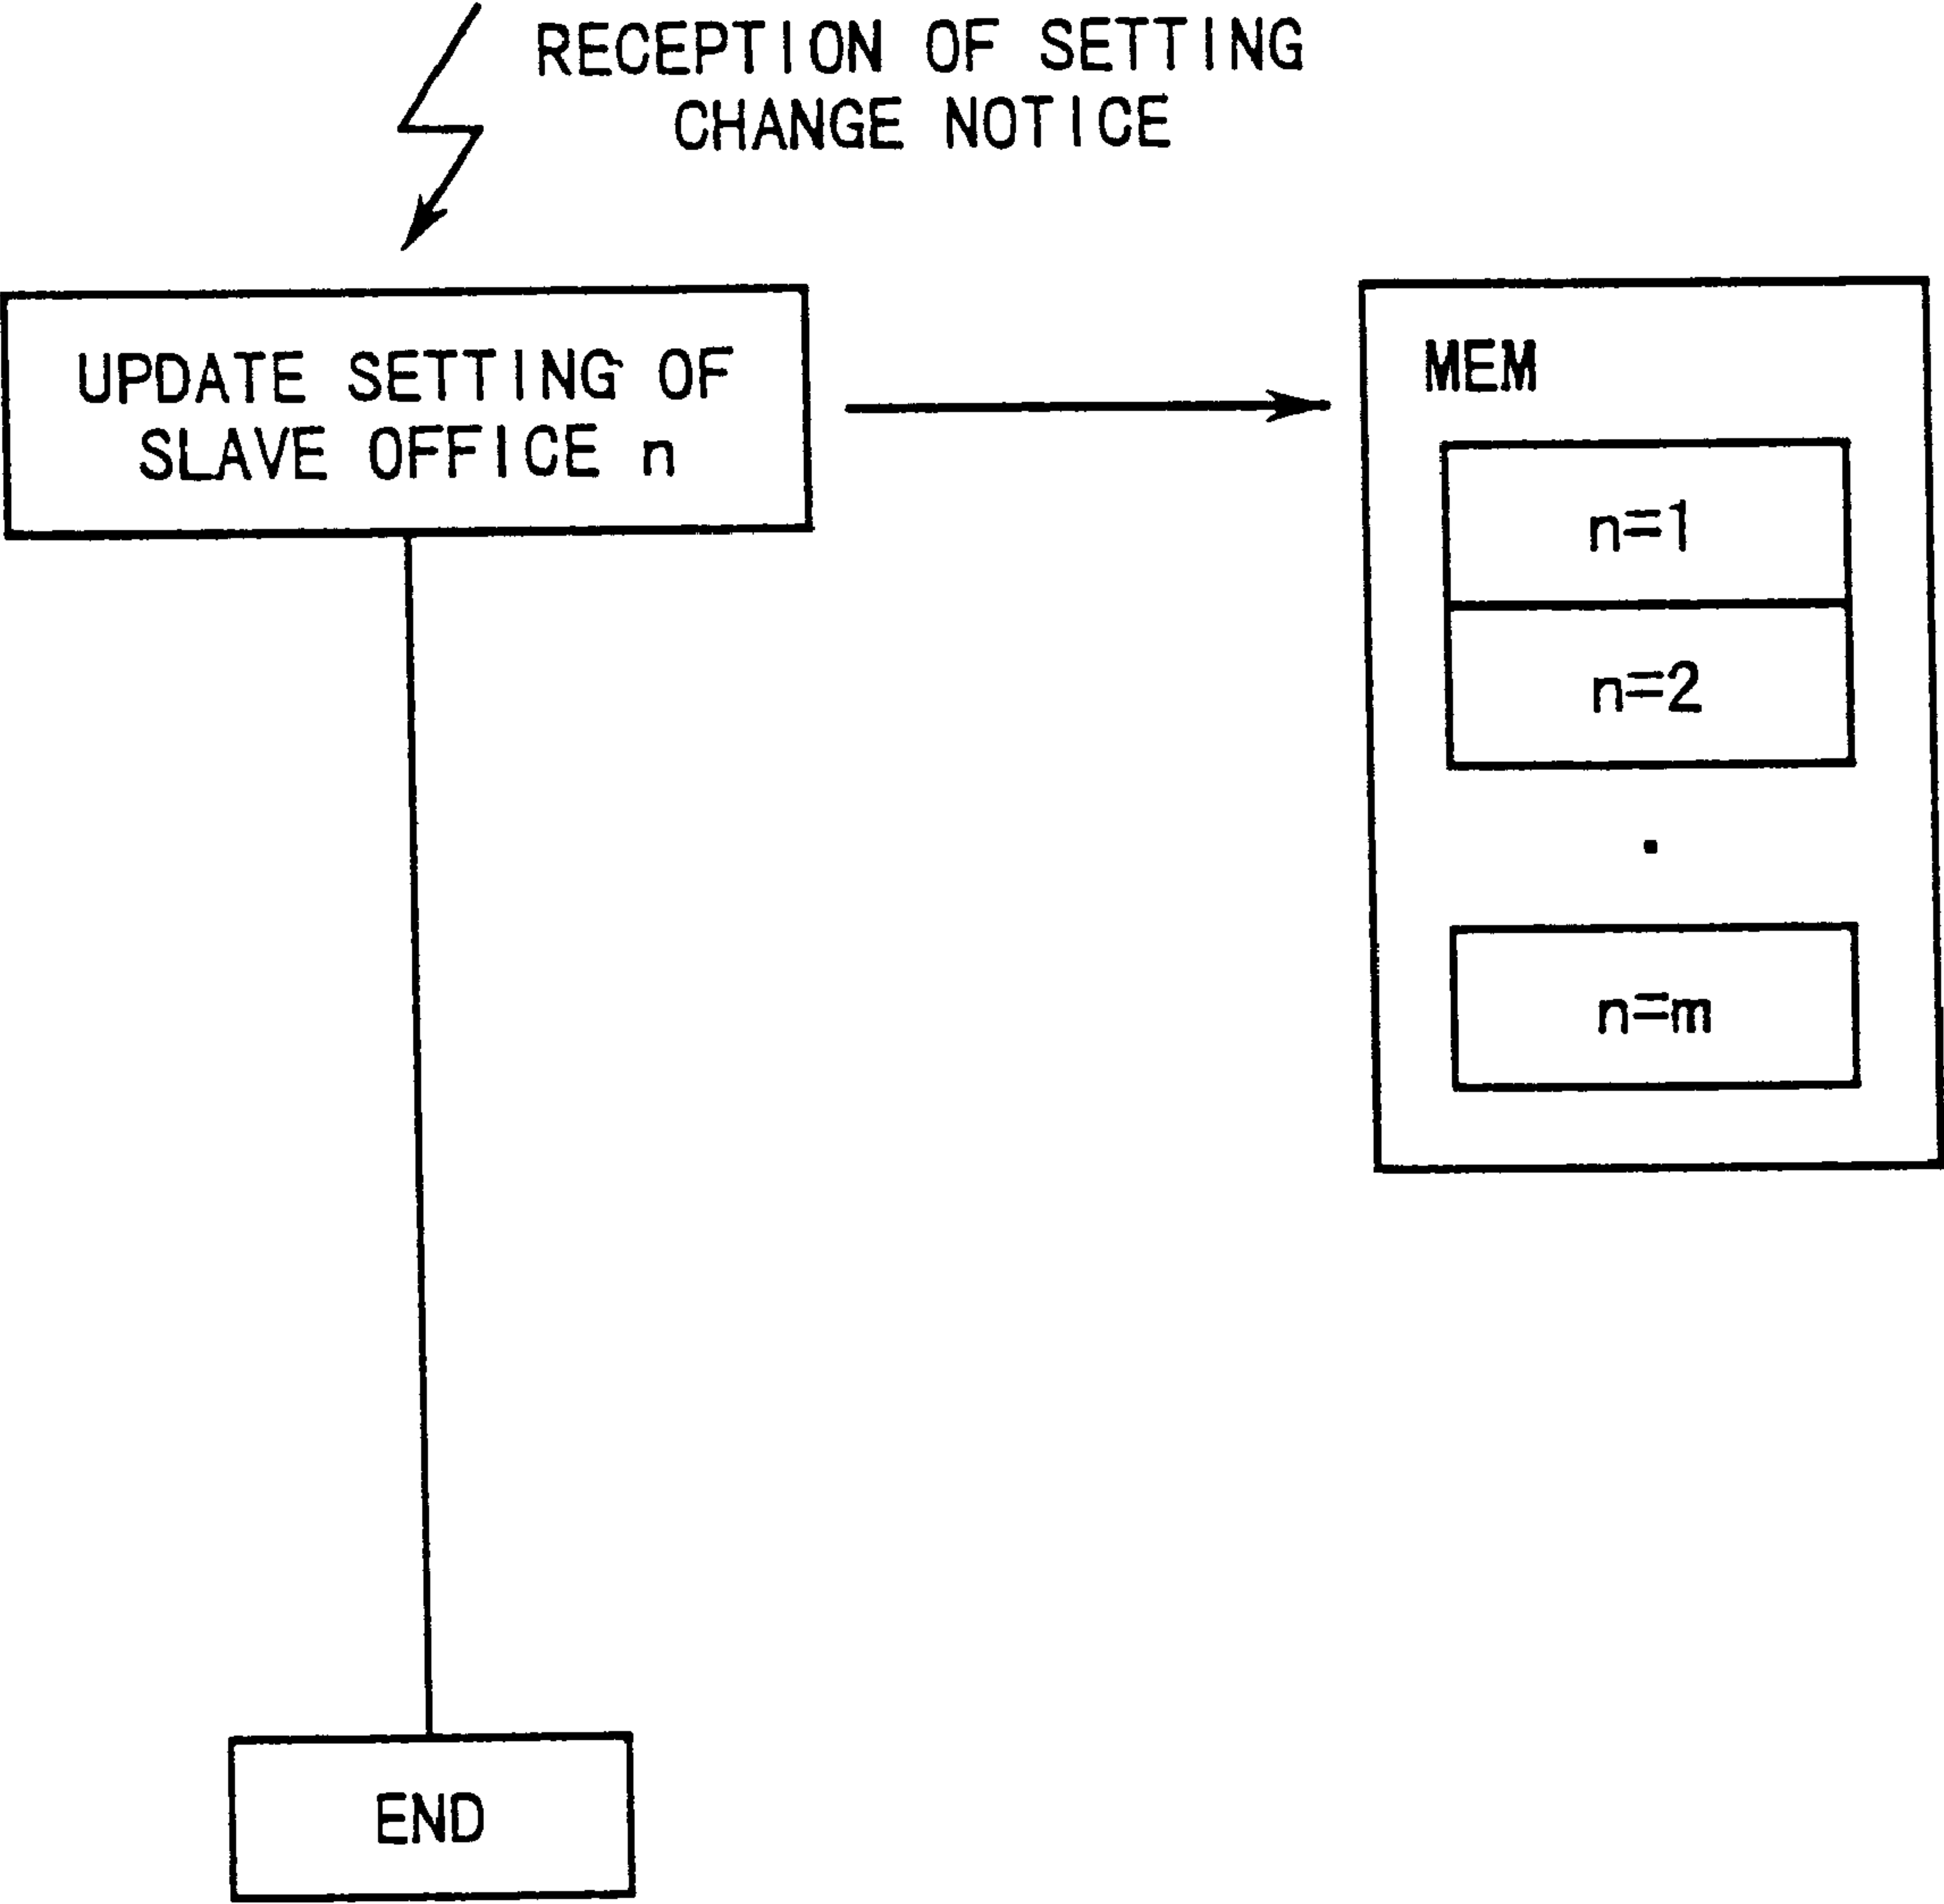 RECEPTION OF SETTING
CHANGE NOTICE
UPDATE SETTING OF
SLAVE OFFICE n
MEM
n=1
n=2
n=m
END